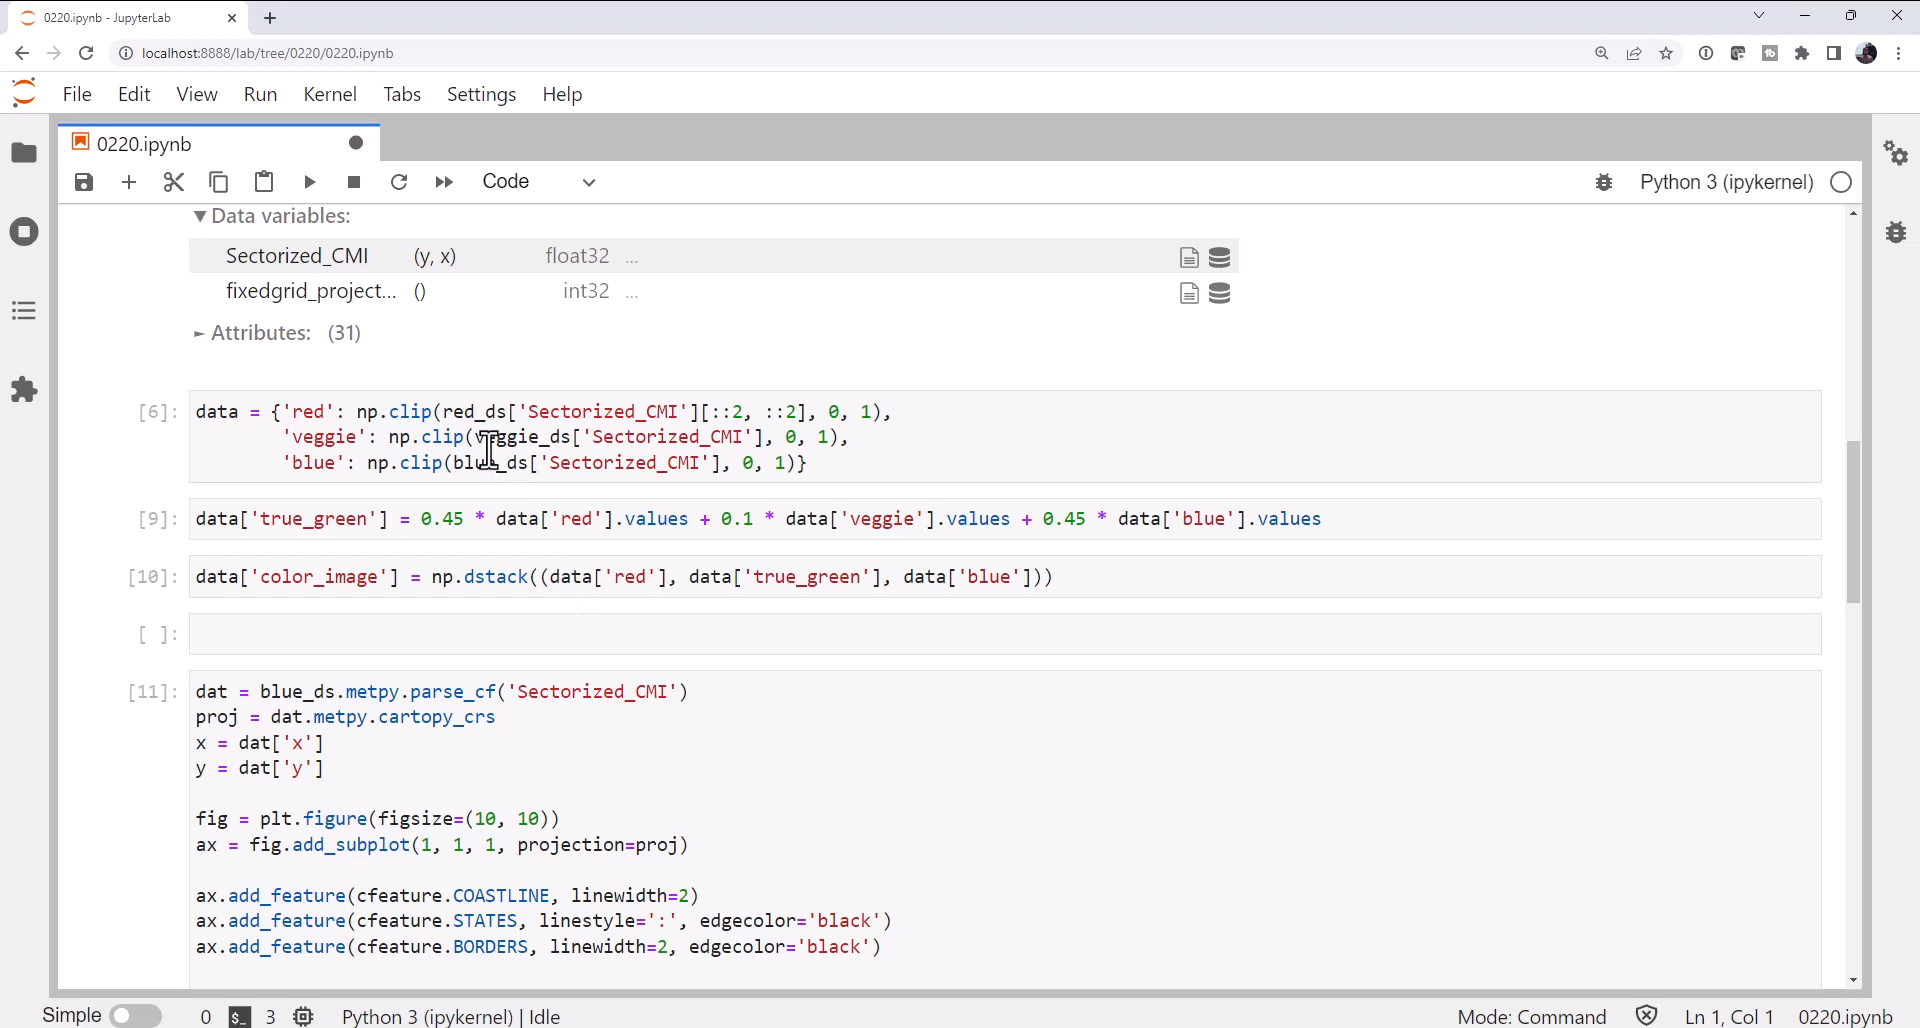 0220.ipynb - JupyterLab
localhost:8888/lab/tree/0220/0220.ipynb
File Edit View Run Kernel Tabs Settings Help
0220.ipynb
Code
Python 3 (ipykernel)
Data variables:
Sectorized_CMI (y, x) float32 ...
fixedgrid_project... () int32 ...
Attributes: (31)
[6]: data = {'red': np.clip(red_ds['Sectorized_CMI'][::2, ::2], 0, 1),
'veggie': np.clip(veggie_ds['Sectorized_CMI'], 0, 1),
'blue': np.clip(blue_ds['Sectorized_CMI'], 0, 1)}
[9]: data['true_green'] = 0.45 * data['red'].values + 0.1 * data['veggie'].values + 0.45 * data['blue'].values
[10]: data['color_image'] = np.dstack((data['red'], data['true_green'], data['blue']))
[ ]:
[11]: dat = blue_ds.metpy.parse_cf('Sectorized_CMI')
proj = dat.metpy.cartopy_crs
x = dat['x']
y = dat['y']
fig = plt.figure(figsize=(10, 10))
ax = fig.add_subplot(1, 1, 1, projection=proj)
ax.add_feature(cfeature.COASTLINE, linewidth=2)
ax.add_feature(cfeature.STATES, linestyle=':', edgecolor='black')
ax.add_feature(cfeature.BORDERS, linewidth=2, edgecolor='black')
Simple 0 $_ 3 Python 3 (ipykernel) | Idle Mode: Command Ln 1, Col 1 0220.ipynb